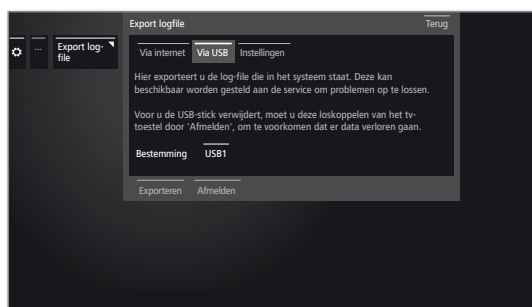 Export logfile
Terug
...
Export log-
file
Via internet Via USB Instellingen
Hier exporteert u de log-file die in het systeem staat. Deze kan
beschikbaar worden gesteld aan de service om problemen op te lossen.
Voor u de USB-stick verwijdert, moet u deze loskoppelen van het tv-
toestel door 'Afmelden', om te voorkomen dat er data verloren gaan.
Bestemming USB1
Exporteren Afmelden